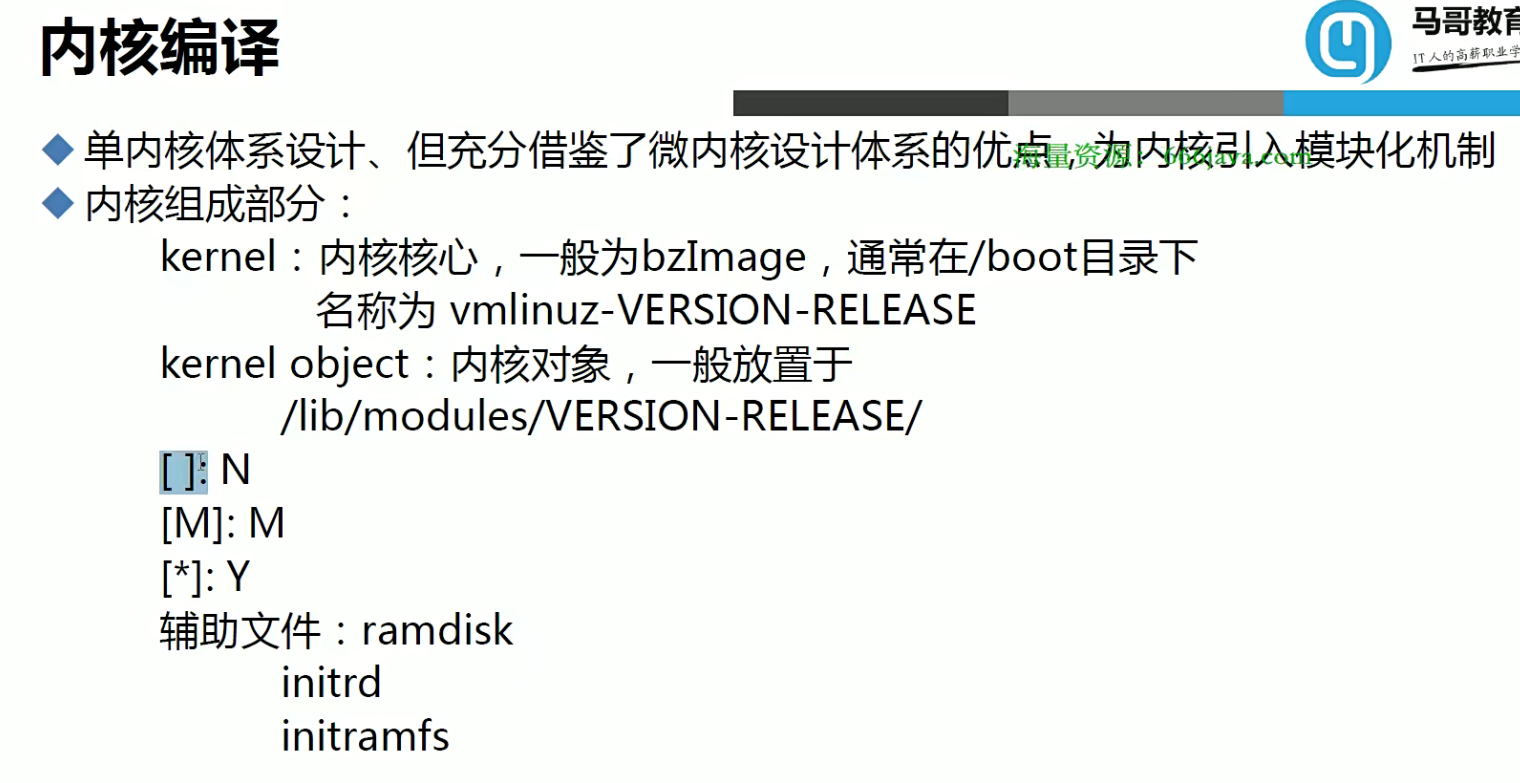 内核编译
马哥教育
IT人的高薪职业学
单内核体系设计、但充分借鉴了微内核设计体系的优点，为内核引入模块化机制
海量资源：666java.com
内核组成部分：
kernel：内核核心，一般为bzImage，通常在/boot目录下
名称为 vmlinuz-VERSION-RELEASE
kernel object：内核对象，一般放置于
/lib/modules/VERSION-RELEASE/
[ ]: N
[M]: M
[*]: Y
辅助文件：ramdisk
initrd
initramfs